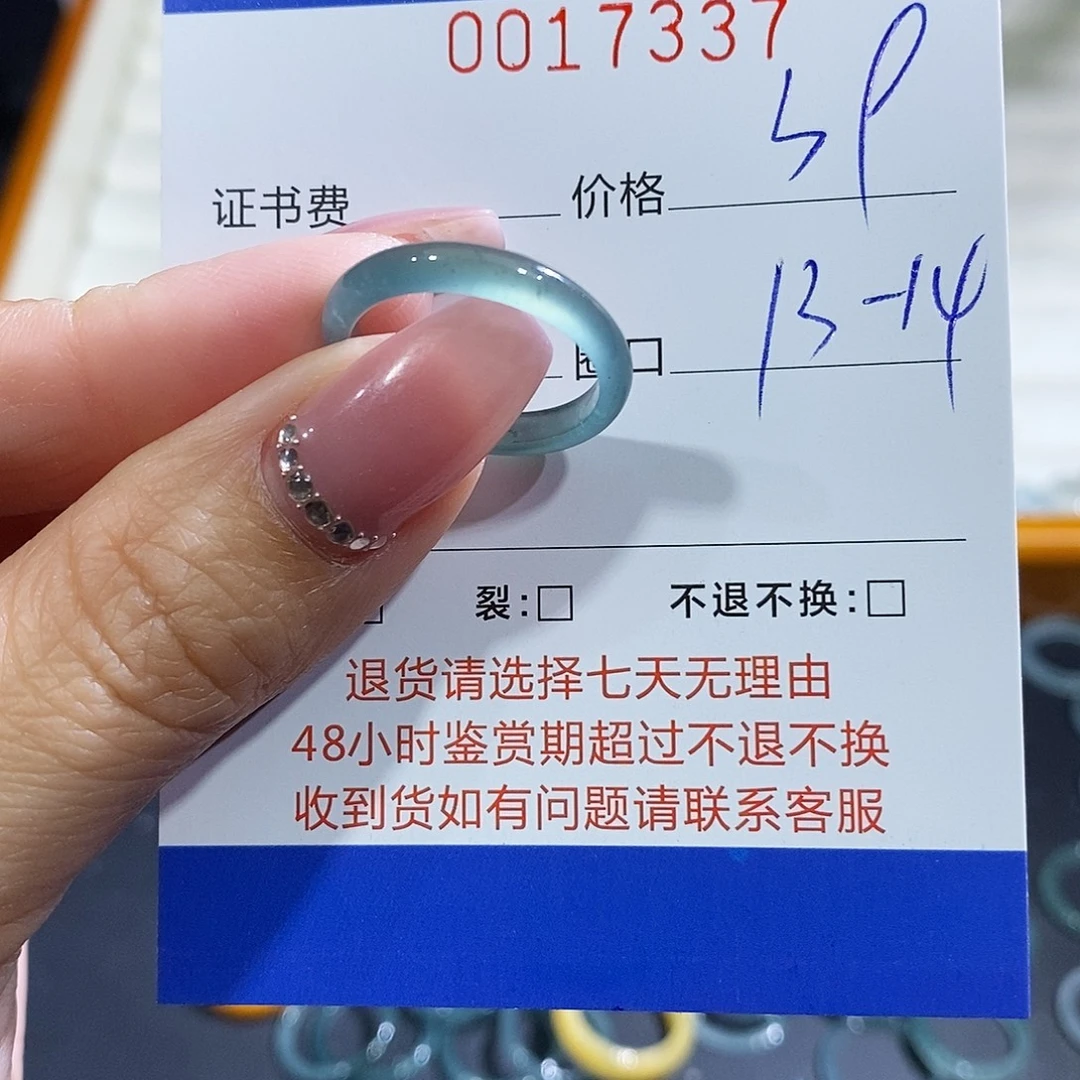 0017337
证书费 价格 5P
圈口 13-14
裂:□ 不退不换:□
退货请选择七天无理由
48小时鉴赏期超过不退不换
收到货如有问题请联系客服